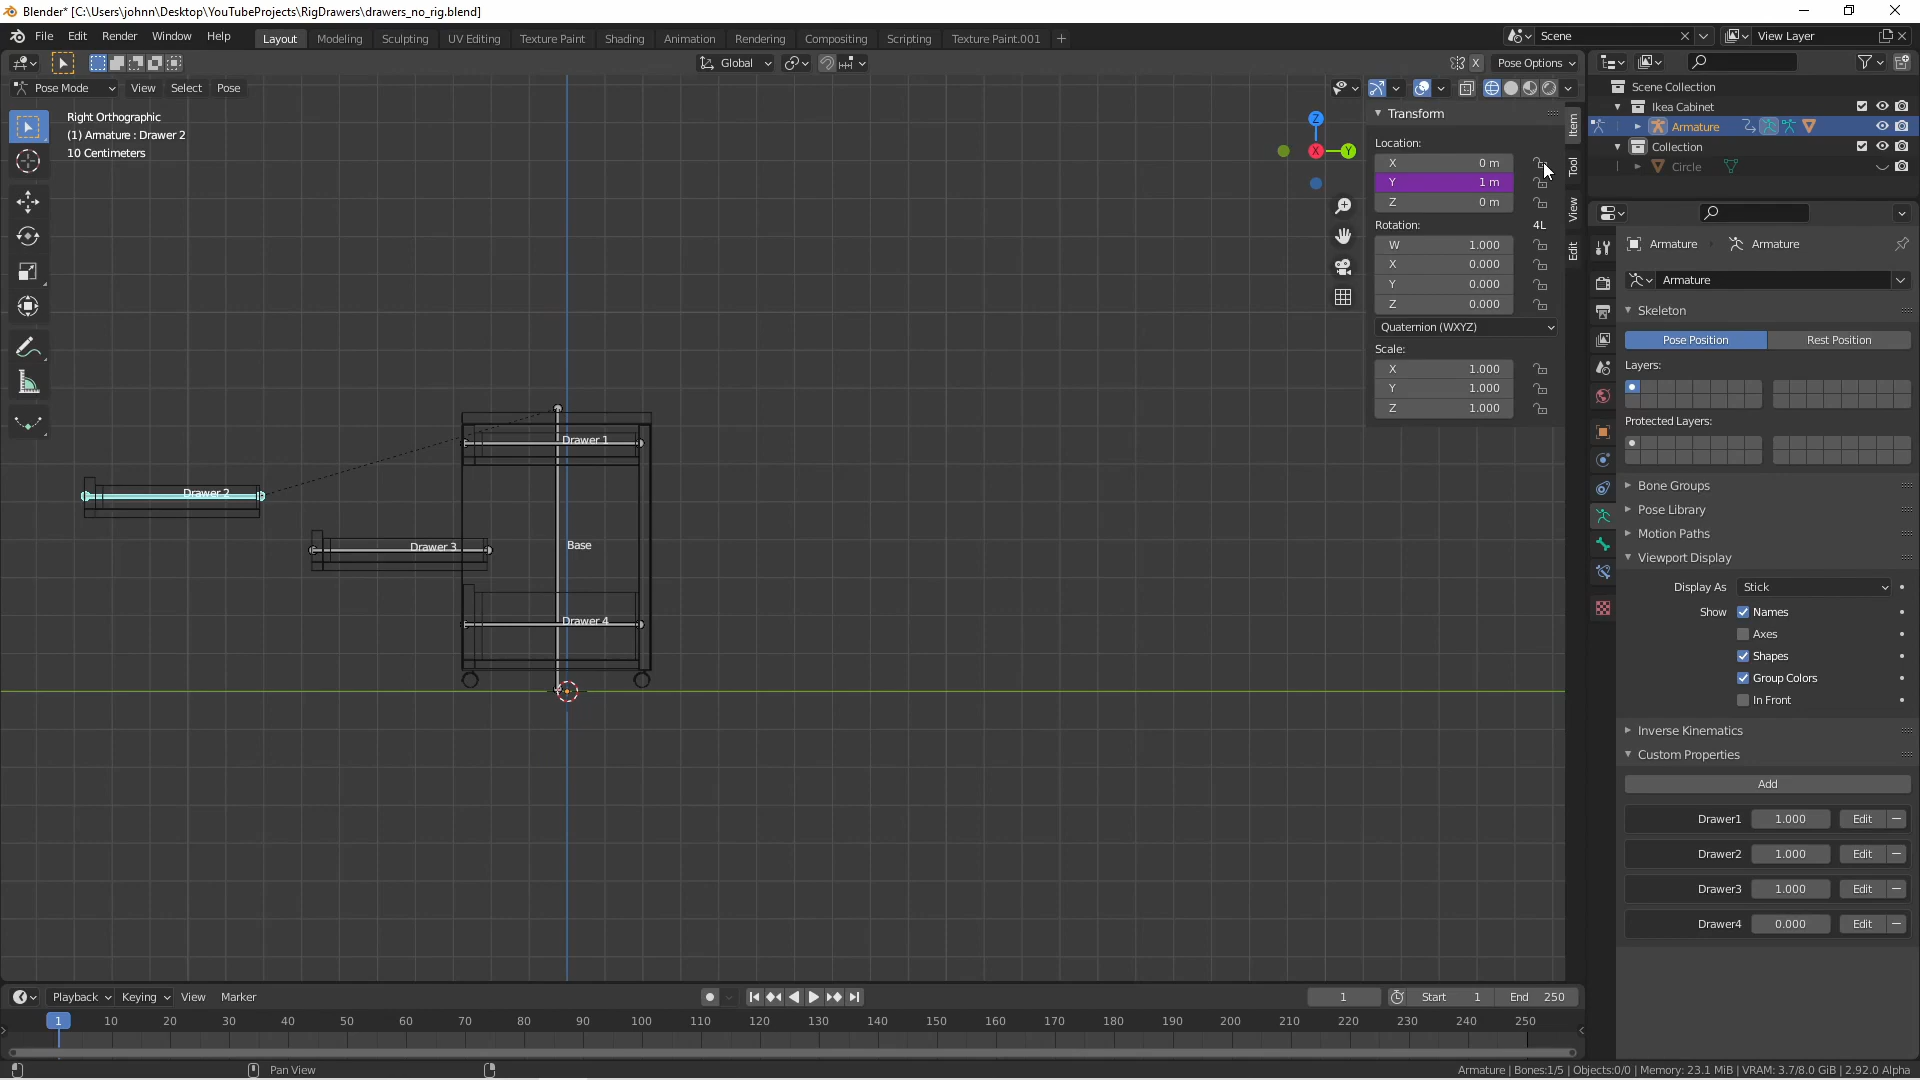 Blender* [C:\Users\johnn\Desktop\YouTubeProjects\RigDrawers\drawers_no_rig.blend]
File Edit Render Window Help Layout Modeling Sculpting UV Editing Texture Paint Shading Animation Rendering Compositing Scripting Texture Paint.001 + Scene View Layer
Global X Pose Options
Pose Mode View Select Pose
Right Orthographic
(1) Armature : Drawer 2
10 Centimeters
Z
X
Y
Drawer 1
Drawer 2
Drawer 3
Base
Drawer 4
Transform
Location:
X 0 m
Y 1 m
Z 0 m
Rotation: 4L
W 1.000
X 0.000
Y 0.000
Z 0.000
Quaternion (WXYZ)
Scale:
X 1.000
Y 1.000
Z 1.000
Item
Tool
View
Edit
Scene Collection
Ikea Cabinet
Armature
Collection
Circle
Armature Armature
Armature
Skeleton
Pose Position Rest Position
Layers:
Protected Layers:
Bone Groups
Pose Library
Motion Paths
Viewport Display
Display As Stick
Show Names
Axes
Shapes
Group Colors
In Front
Inverse Kinematics
Custom Properties
Add
Drawer1 1.000 Edit
Drawer2 1.000 Edit
Drawer3 1.000 Edit
Drawer4 0.000 Edit
Playback Keying View Marker 1 Start 1 End 250
1 10 20 30 40 50 60 70 80 90 100 110 120 130 140 150 160 170 180 190 200 210 220 230 240 250
Pan View
Armature | Bones:1/5 | Objects:0/0 | Memory: 23.1 MiB | VRAM: 3.7/8.0 GiB | 2.92.0 Alpha